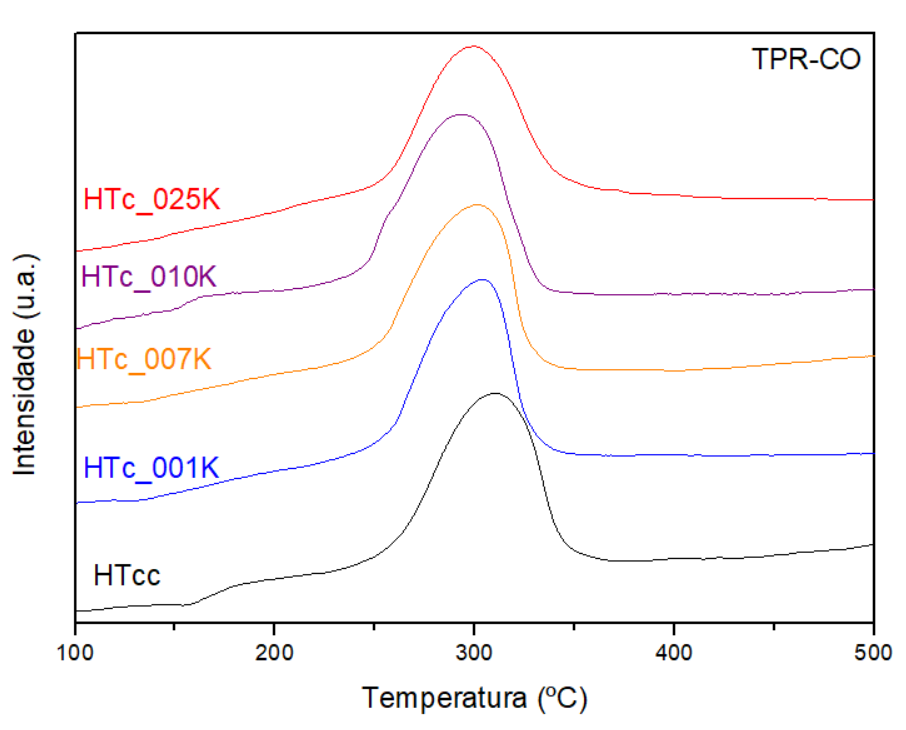 TPR-CO
HTc_025K
HTc_010K
HTc_007K
HTc_001K
HTcc
Intensidade (u.a.)
100 200 300 400 500
Temperatura (ºC)